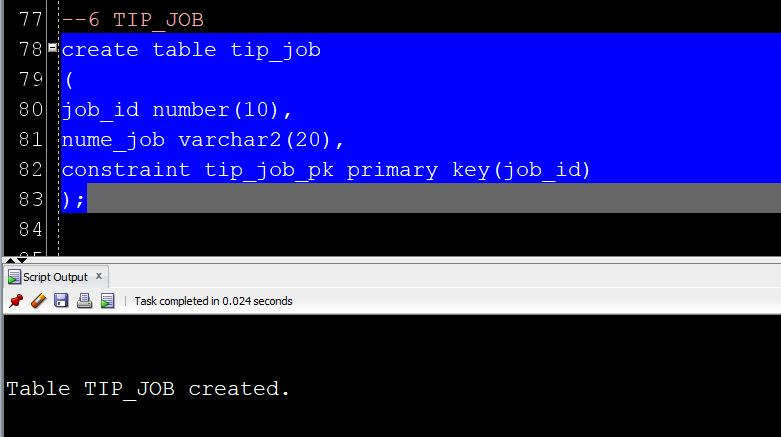 77 --6 TIP_JOB
78 create table tip_job
79 (
80 job_id number(10),
81 nume_job varchar2(20),
82 constraint tip_job_pk primary key(job_id)
83 );
84
Script Output x
Task completed in 0.024 seconds
Table TIP_JOB created.